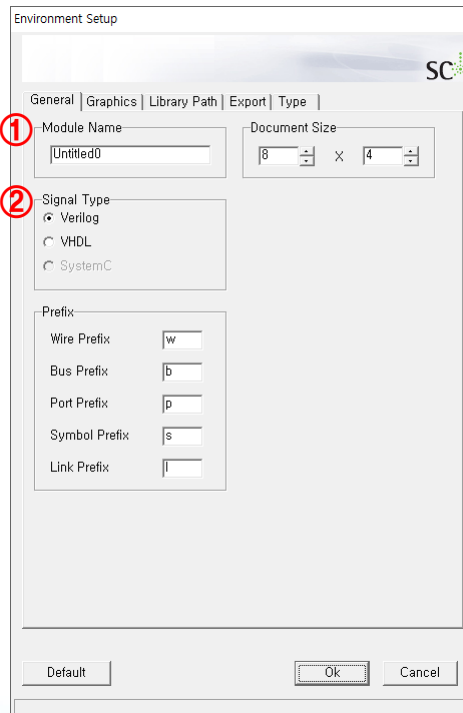 Environment Setup
SC
General Graphics Library Path Export Type
① Module Name
Untitled0
Document Size
8 X 4
② Signal Type
Verilog
VHDL
SystemC
Prefix
Wire Prefix w
Bus Prefix b
Port Prefix p
Symbol Prefix s
Link Prefix l
Default Ok Cancel